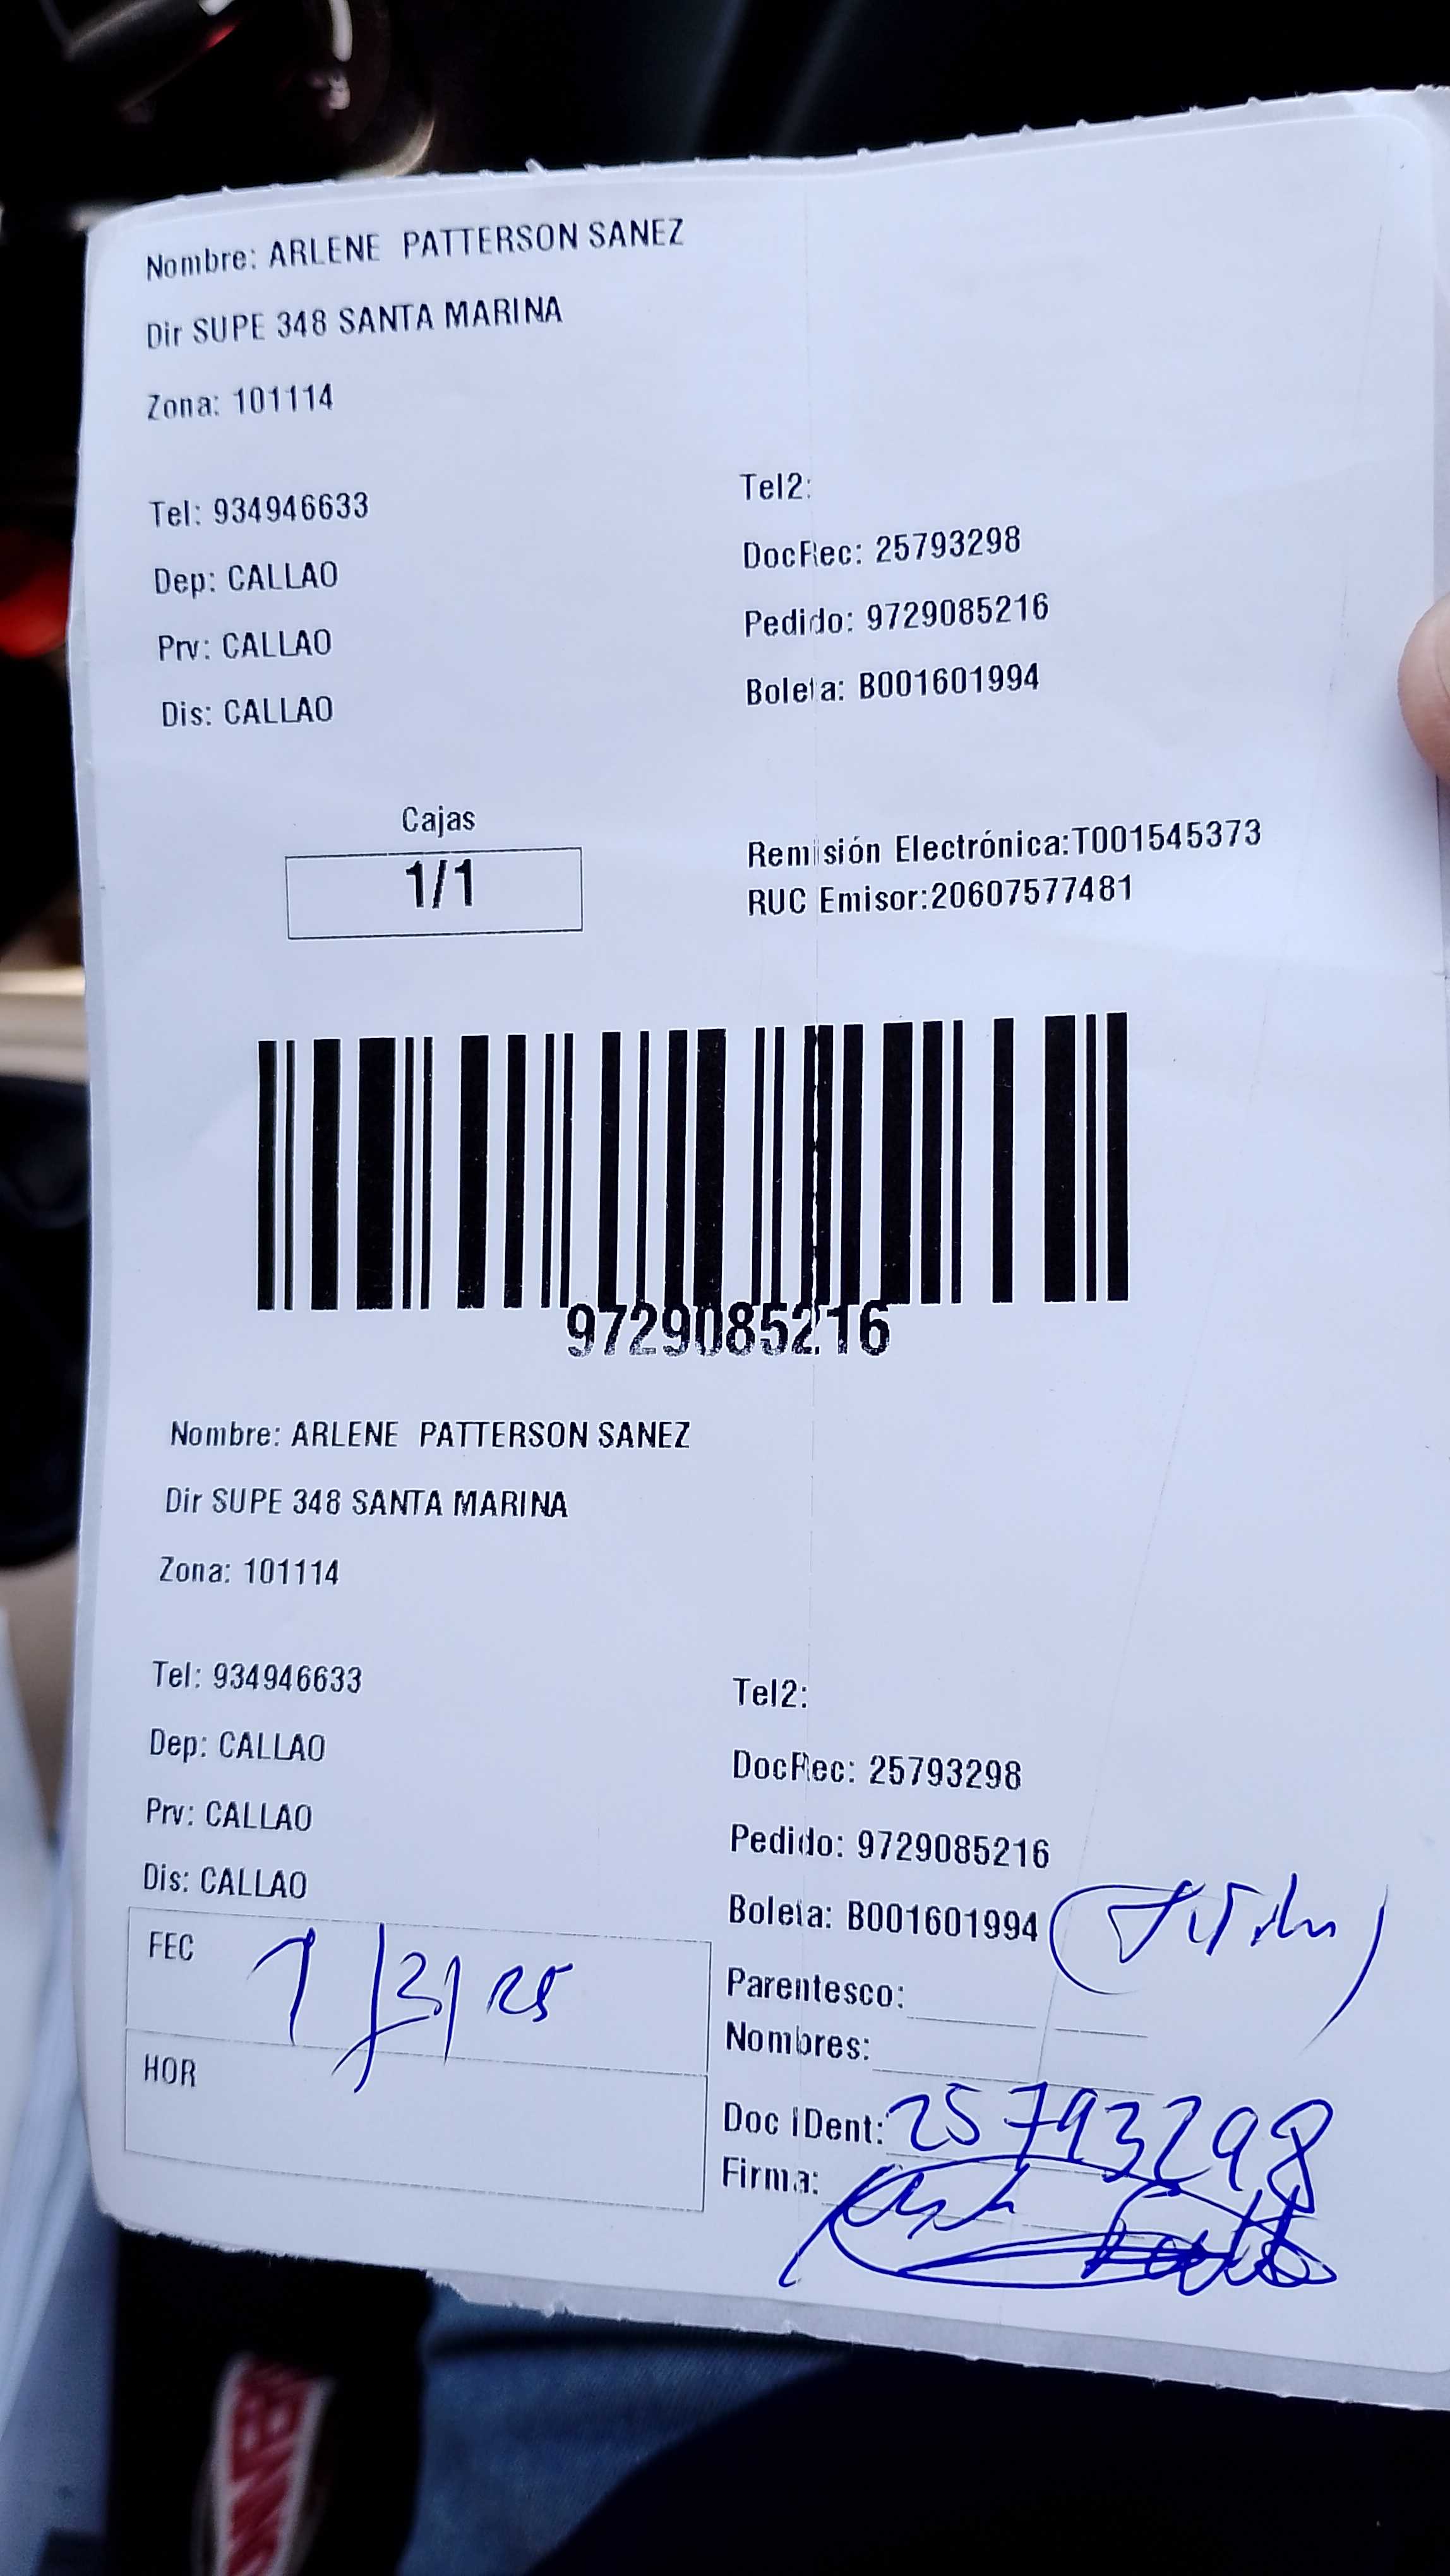 Nombre: ARLENE PATTERSON SANEZ
Dir SUPE 348 SANTA MARINA
Zona: 101114
Tel: 934946633
Tel2:
Dep: CALLAO
DocRec: 25793298
Prv: CALLAO
Pedido: 9729085216
Dis: CALLAO
Boleta: B001601994
Cajas
1/1
Remisión Electrónica:T001545373
RUC Emisor:20607577481
9729085216
Nombre: ARLENE PATTERSON SANEZ
Dir SUPE 348 SANTA MARINA
Zona: 101114
Tel: 934946633
Tel2:
Dep: CALLAO
DocRec: 25793298
Prv: CALLAO
Pedido: 9729085216
Dis: CALLAO
Boleta: B001601994
FEC
Parentesco:
Nombres:
HOR
Doc iDent: 25793298
Firma: